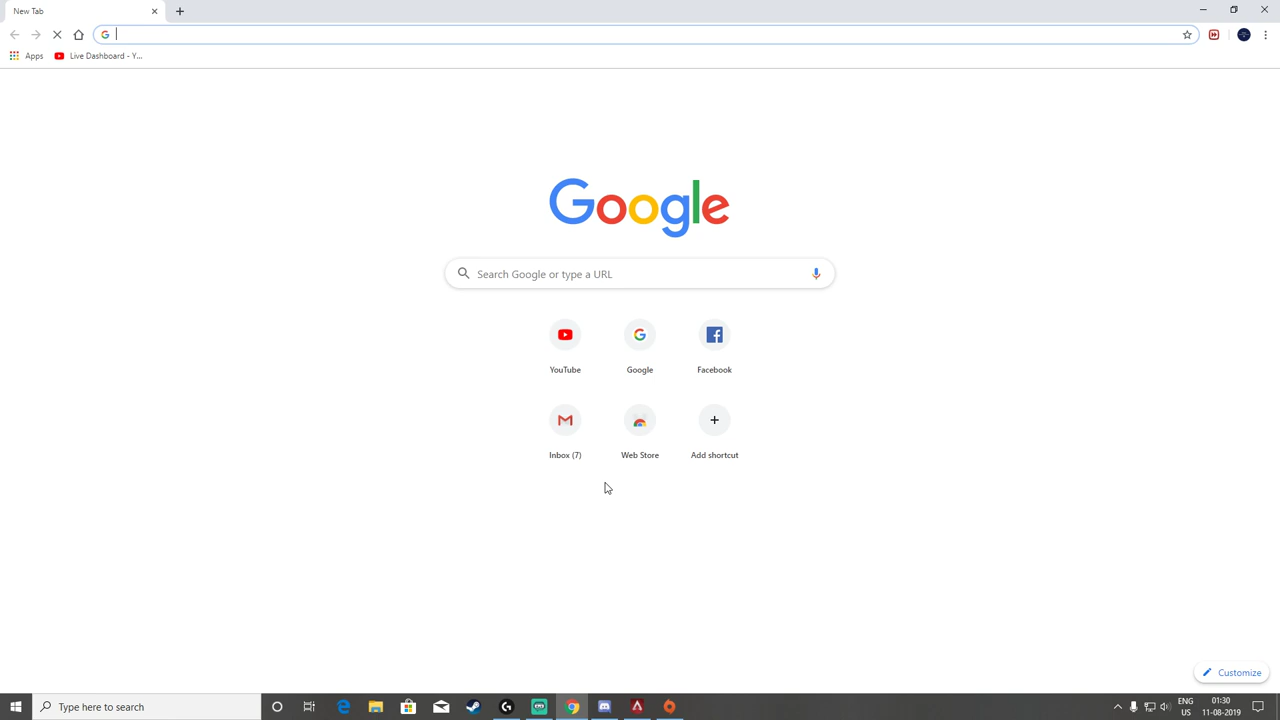 New Tab
Apps
Live Dashboard - Y...
Google
Search Google or type a URL
YouTube
Google
Facebook
Inbox (7)
Web Store
Add shortcut
Customize
Type here to search
ENG
US
01:30
11-08-2019